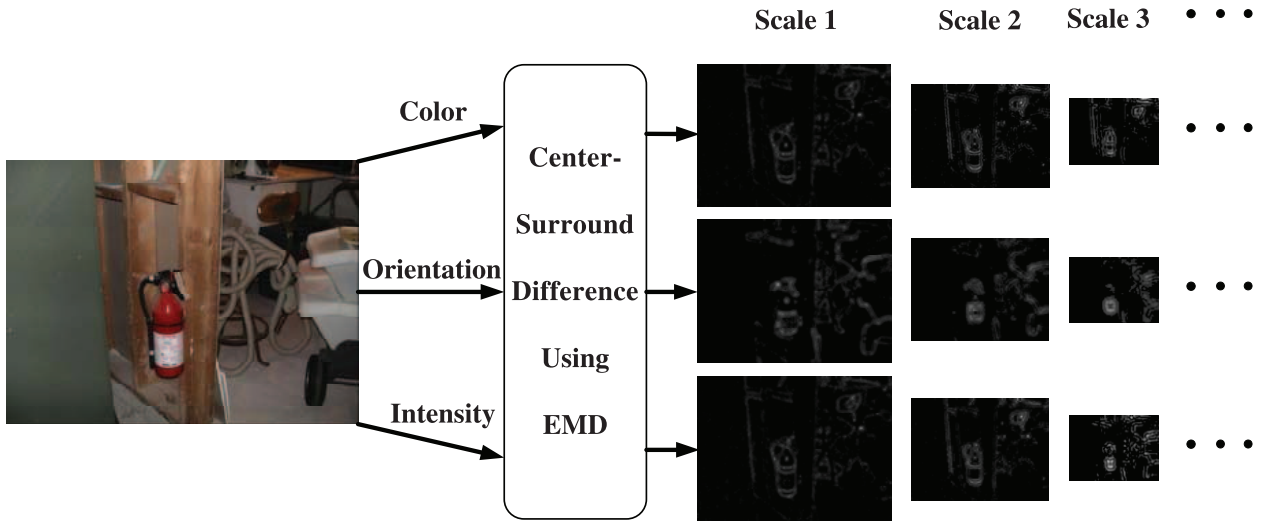 Scale 1
Scale 2
Scale 3
• • •
Color
Orientation
Intensity
Center-
Surround
Difference
Using
EMD
• • •
• • •
• • •